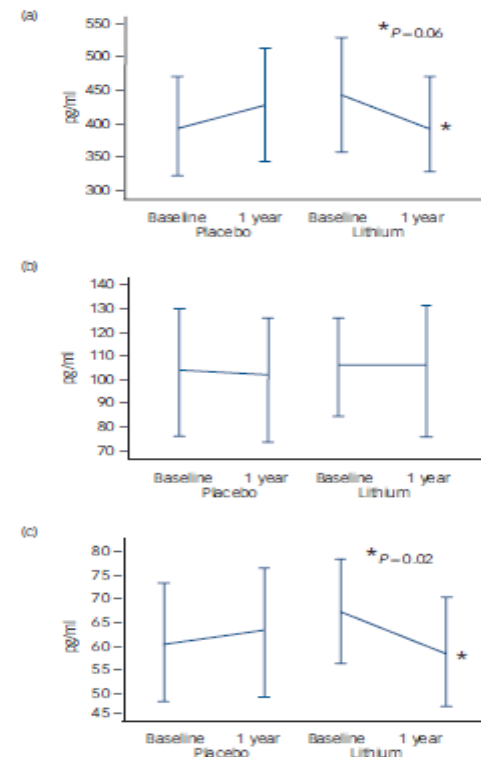 (a)
550
500
450
400
350
300
pg/ml
*P=0.06
*
Baseline 1 year Baseline 1 year
Placebo Lithium
(b)
140
130
120
110
100
90
80
70
pg/ml
Baseline 1 year Baseline 1 year
Placebo Lithium
(c)
80
75
70
65
60
55
50
45
pg/ml
*P=0.02
*
Baseline 1 year Baseline 1 year
Placebo Lithium